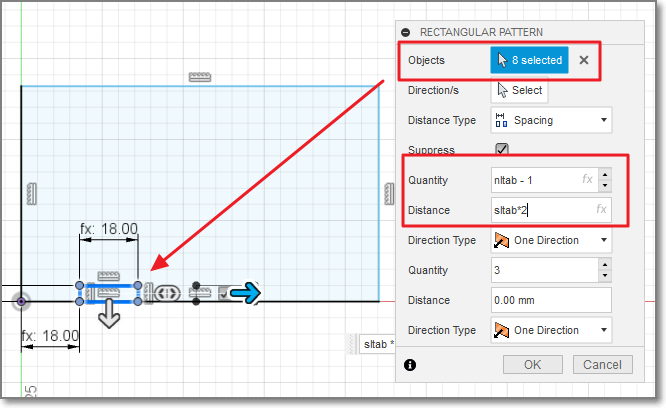 RECTANGULAR PATTERN
Objects 8 selected
Direction/s Select
Distance Type Spacing
Suppress
Quantity nltab - 1 fx
Distance sltab*2 fx
Direction Type One Direction
Quantity 3
Distance 0.00 mm
Direction Type One Direction
OK Cancel
fx: 18.00
fx: 18.00
sltab *
25